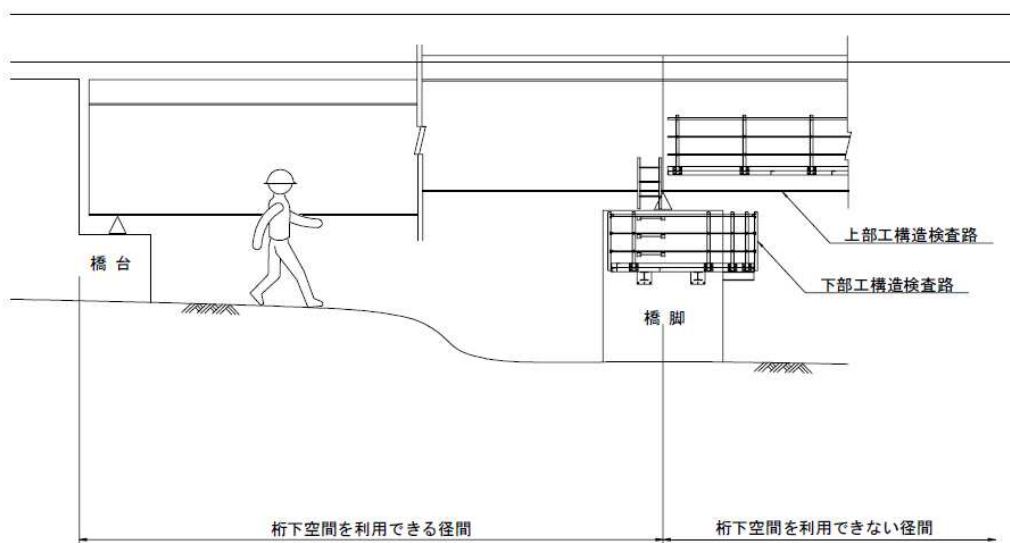 上部工構造検査路
橋 台
下部工構造検査路
橋 脚
桁下空間を利用できる径間
桁下空間を利用できない径間